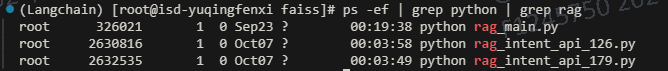 (Langchain) [root@isd-yuqingfenxi faiss]# ps -ef | grep python | grep rag
root      326021       1  0 Sep23 ?        00:19:38 python rag_main.py
root     2630816       1  0 Oct07 ?        00:03:58 python rag_intent_api_126.py
root     2632535       1  0 Oct07 ?        00:03:49 python rag_intent_api_179.py